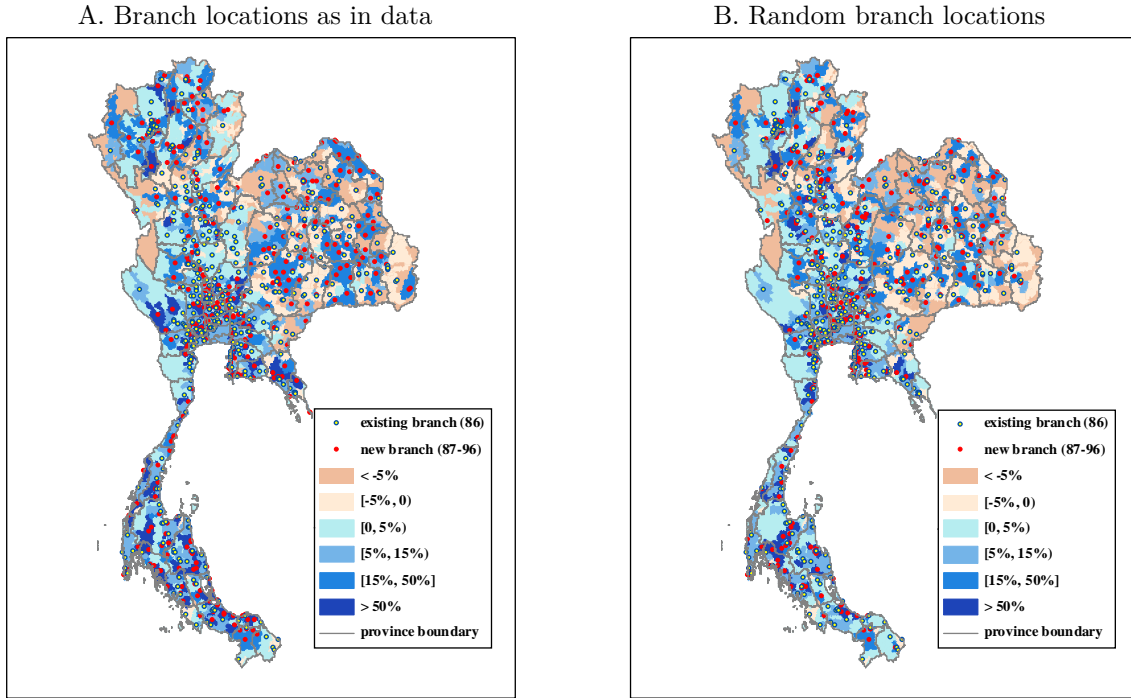 A. Branch locations as in data
existing branch (86)
new branch (87-96)
< -5%
[-5%, 0)
[0, 5%)
[5%, 15%)
[15%, 50%]
> 50%
province boundary
B. Random branch locations
existing branch (86)
new branch (87-96)
< -5%
[-5%, 0)
[0, 5%)
[5%, 15%)
[15%, 50%]
> 50%
province boundary